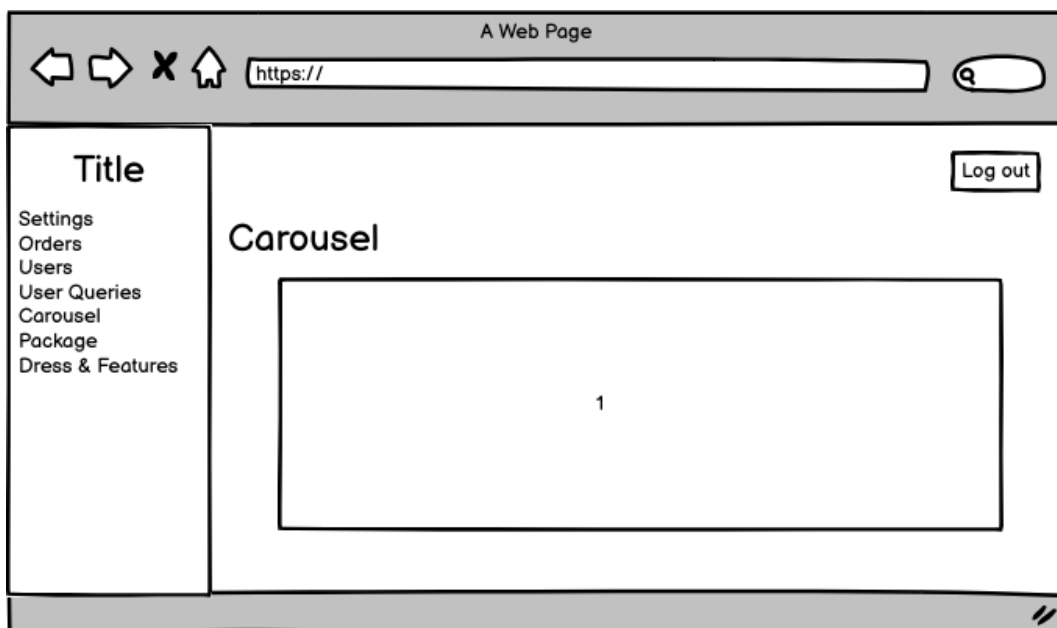 A Web Page
https://
Title
Settings
Orders
Users
User Queries
Carousel
Package
Dress & Features
Log out
Carousel
1